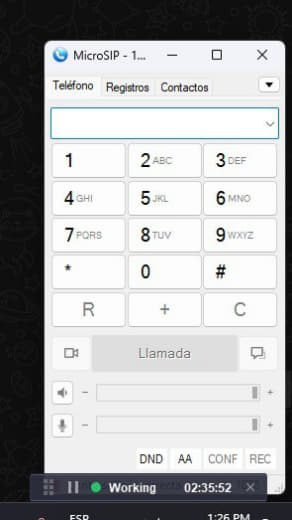 MicroSIP - 1...
Teléfono Registros Contactos
1 2 ABC 3 DEF
4 GHI 5 JKL 6 MNO
7 PQRS 8 TUV 9 WXYZ
* 0 #
R + C
Llamada
- +
- +
DND AA CONF REC
Working 02:35:52
ESP 1:26 PM